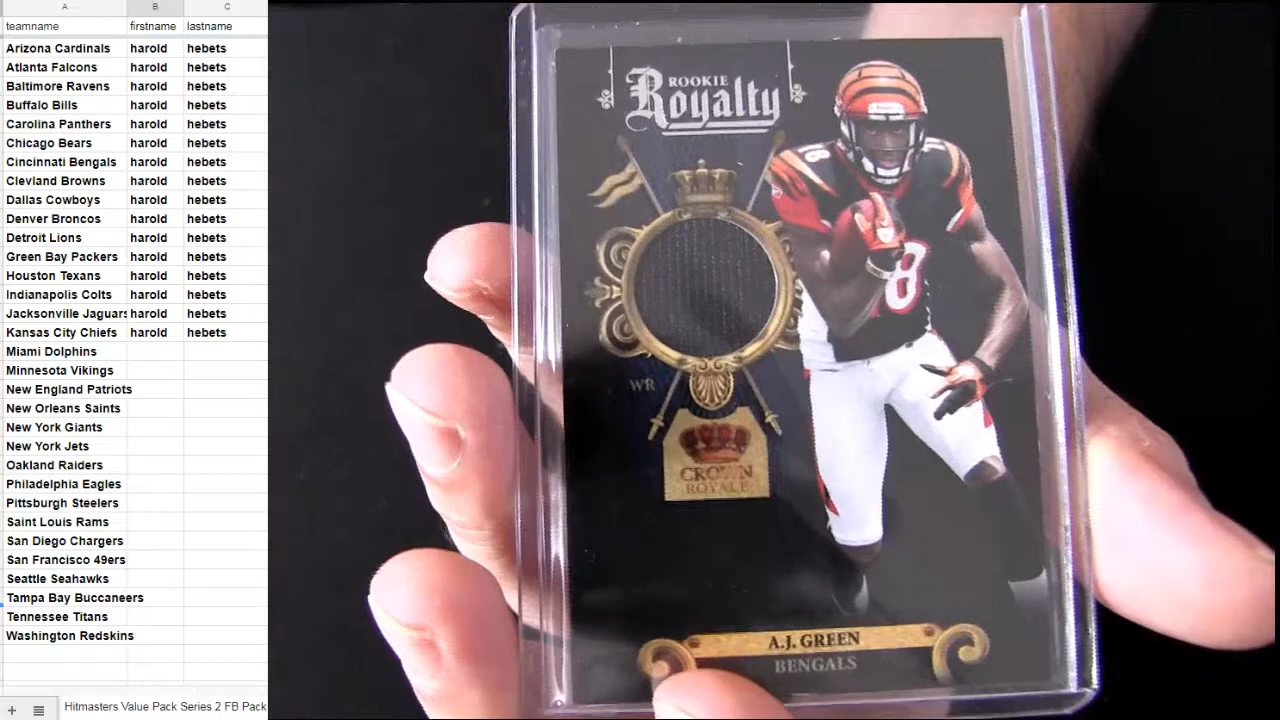 A B C
teamname firstname lastname
Arizona Cardinals harold hebets
Atlanta Falcons harold hebets
Baltimore Ravens harold hebets
Buffalo Bills harold hebets
Carolina Panthers harold hebets
Chicago Bears harold hebets
Cincinnati Bengals harold hebets
Clevland Browns harold hebets
Dallas Cowboys harold hebets
Denver Broncos harold hebets
Detroit Lions harold hebets
Green Bay Packers harold hebets
Houston Texans harold hebets
Indianapolis Colts harold hebets
Jacksonville Jaguars harold hebets
Kansas City Chiefs harold hebets
Miami Dolphins
Minnesota Vikings
New England Patriots
New Orleans Saints
New York Giants
New York Jets
Oakland Raiders
Philadelphia Eagles
Pittsburgh Steelers
Saint Louis Rams
San Diego Chargers
San Francisco 49ers
Seattle Seahawks
Tampa Bay Buccaneers
Tennessee Titans
Washington Redskins
Hitmasters Value Pack Series 2 FB Pack
ROOKIE
Royalty
18
18
WR
CROWN
ROYALE
A.J. GREEN
BENGALS